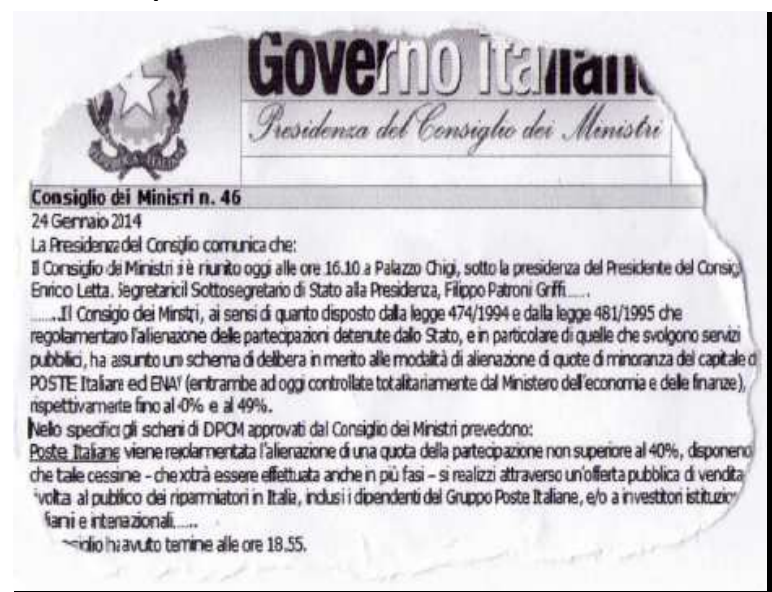 Governo italiano
Presidenza del Consiglio dei Ministri
Consiglio dei Ministri n. 46
24 Gennaio 2014
La Presidenza del Consiglio comunica che:
Il Consiglio dei Ministri si è riunito oggi alle ore 16.10 a Palazzo Chigi, sotto la presidenza del Presidente del Consig
Enrico Letta. Segretario il Sottosegretario di Stato alla Presidenza, Filippo Patroni Griffi......
.......Il Consiglio dei Ministri, ai sensi di quanto disposto dalla legge 474/1994 e dalla legge 481/1995 che
regolamentano l'alienazione delle partecipazioni detenute dallo Stato, e in particolare di quelle che svolgono servizi
pubblici, ha assunto uno schema di delibera in merito alle modalità di alienazione di quote di minoranza del capitale d
POSTE Italiane ed ENAV (entrambe ad oggi controllate totalitariamente dal Ministero dell'economia e delle finanze),
rispettivamente fino al 0% e al 49%.
Nello specifico gli schemi di DPCM approvati dal Consiglio dei Ministri prevedono:
Poste Italiane viene regolamentata l'alienazione di una quota della partecipazione non superiore al 40%, disponend
che tale cessione – che potrà essere effettuata anche in più fasi – si realizzi attraverso un'offerta pubblica di vendita
rivolta al pubblico dei risparmiatori in Italia, inclusi i dipendenti del Gruppo Poste Italiane, e/o a investitori istituzio
italiani e internazionali......
siglio ha avuto termine alle ore 18.55.